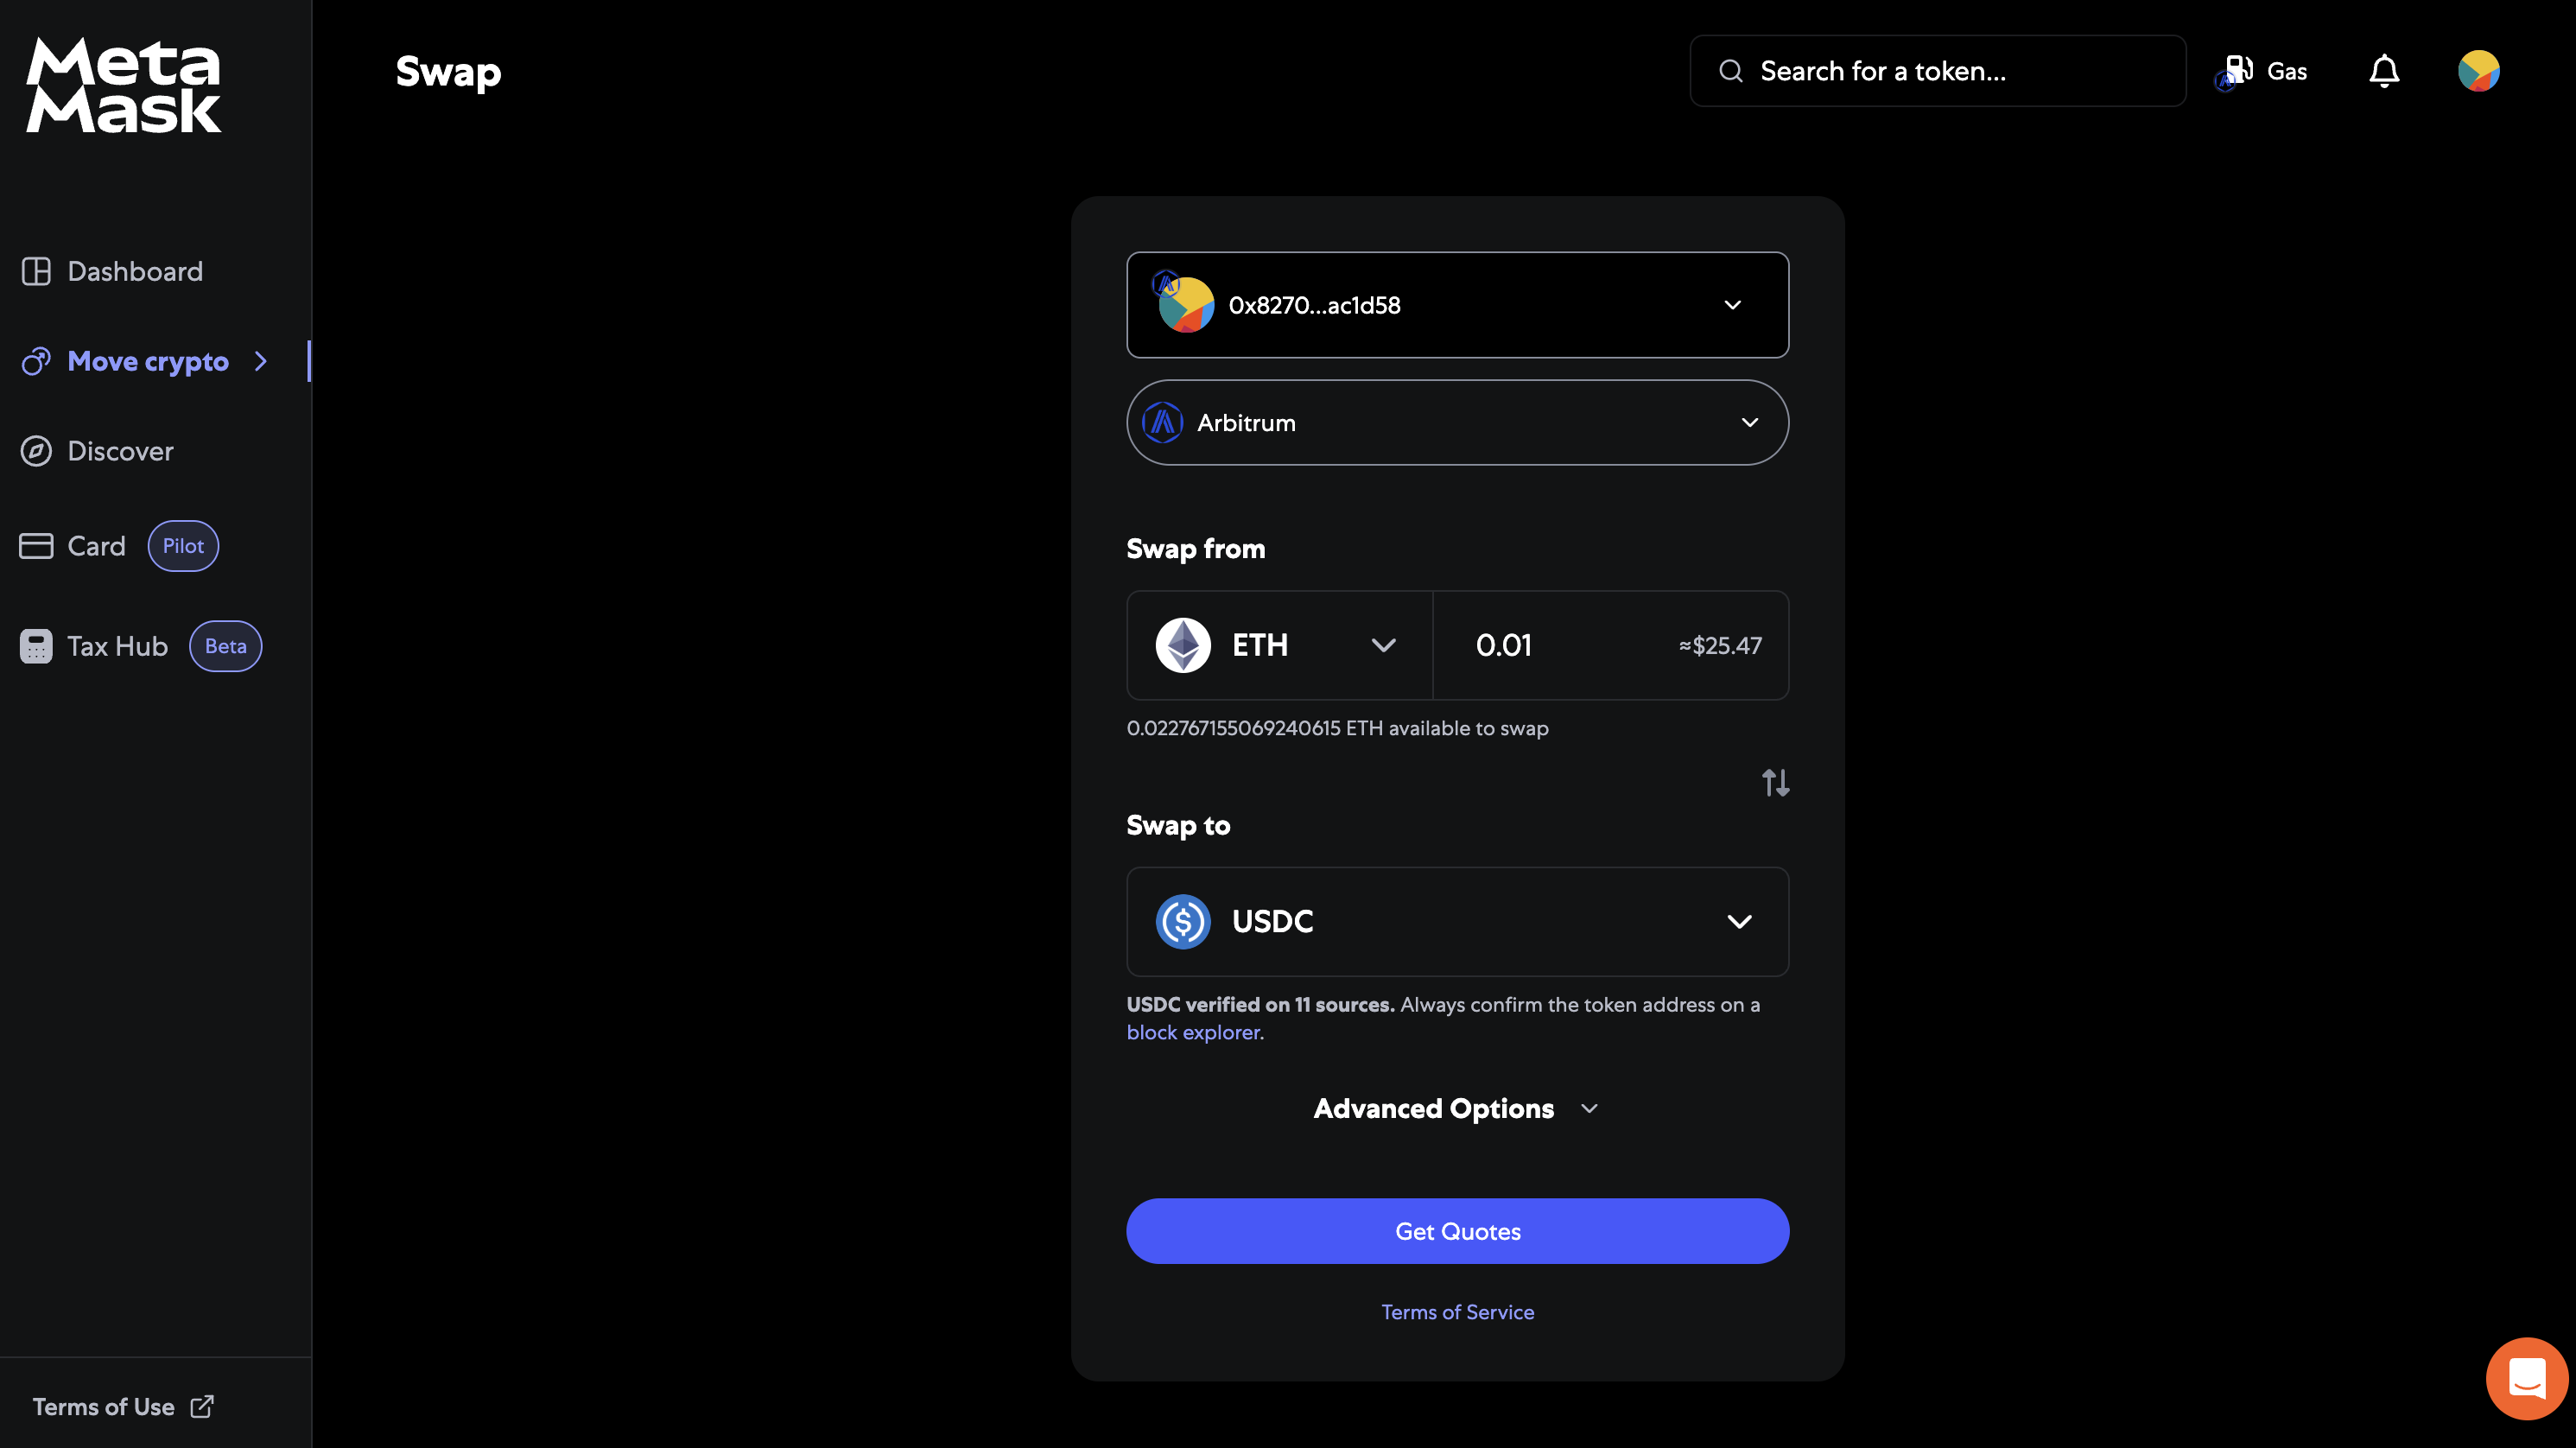 Meta
Mask
Dashboard
Move crypto
Discover
Card Pilot
Tax Hub Beta
Terms of Use
Swap
Search for a token...
Gas
0x8270...ac1d58
Arbitrum
Swap from
ETH 0.01 ≈$25.47
0.022767155069240615 ETH available to swap
Swap to
USDC
USDC verified on 11 sources. Always confirm the token address on a
block explorer.
Advanced Options
Get Quotes
Terms of Service